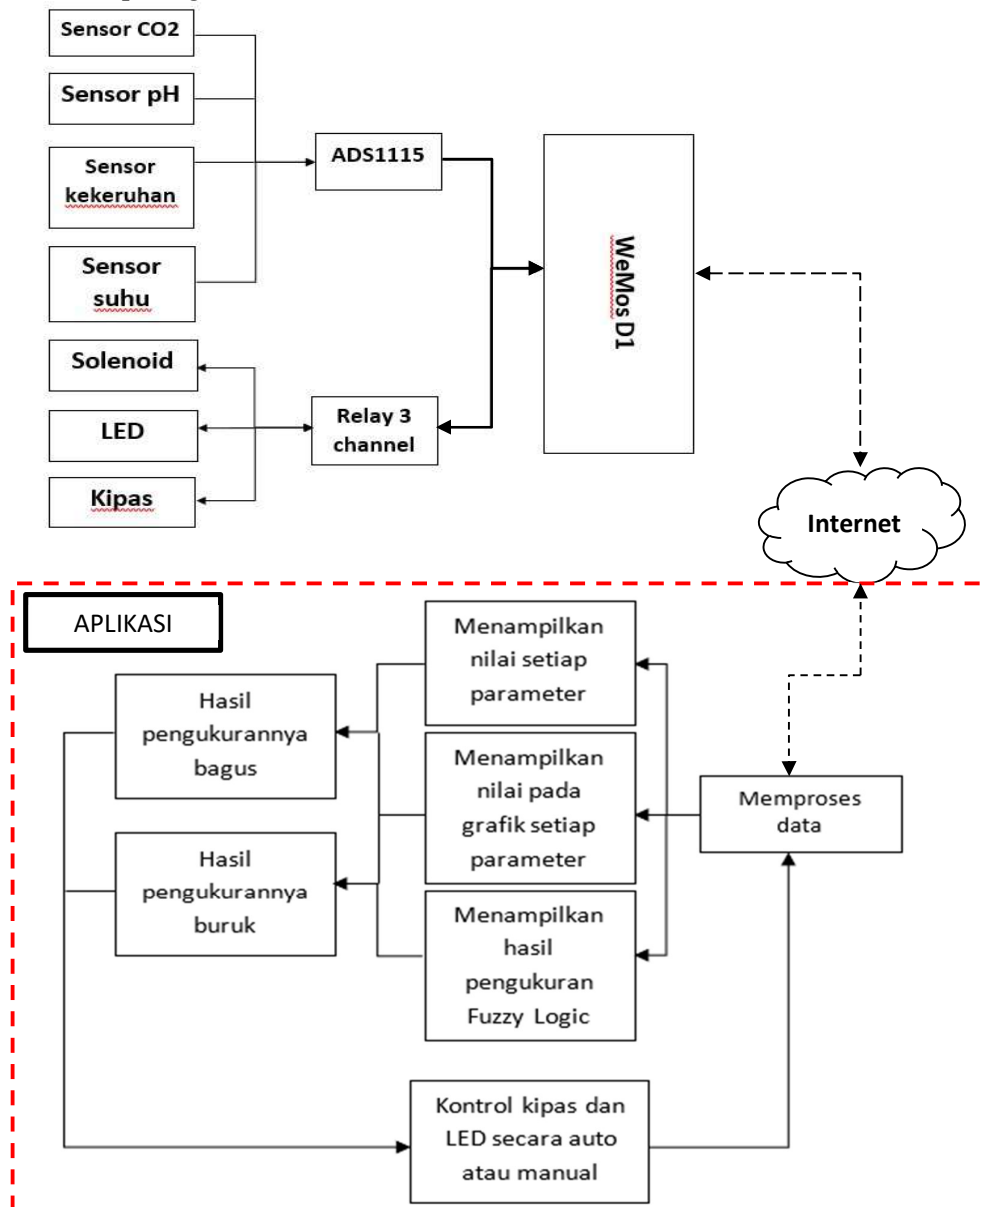 Sensor CO2
Sensor pH
Sensor
kekeruhan
Sensor
suhu
Solenoid
LED
Kipas
ADS1115
Relay 3
channel
WeMos D1
Internet
APLIKASI
Menampilkan
nilai setiap
parameter
Menampilkan
nilai pada
grafik setiap
parameter
Menampilkan
hasil
pengukuran
Fuzzy Logic
Hasil
pengukurannya
bagus
Hasil
pengukurannya
buruk
Memproses
data
Kontrol kipas dan
LED secara auto
atau manual